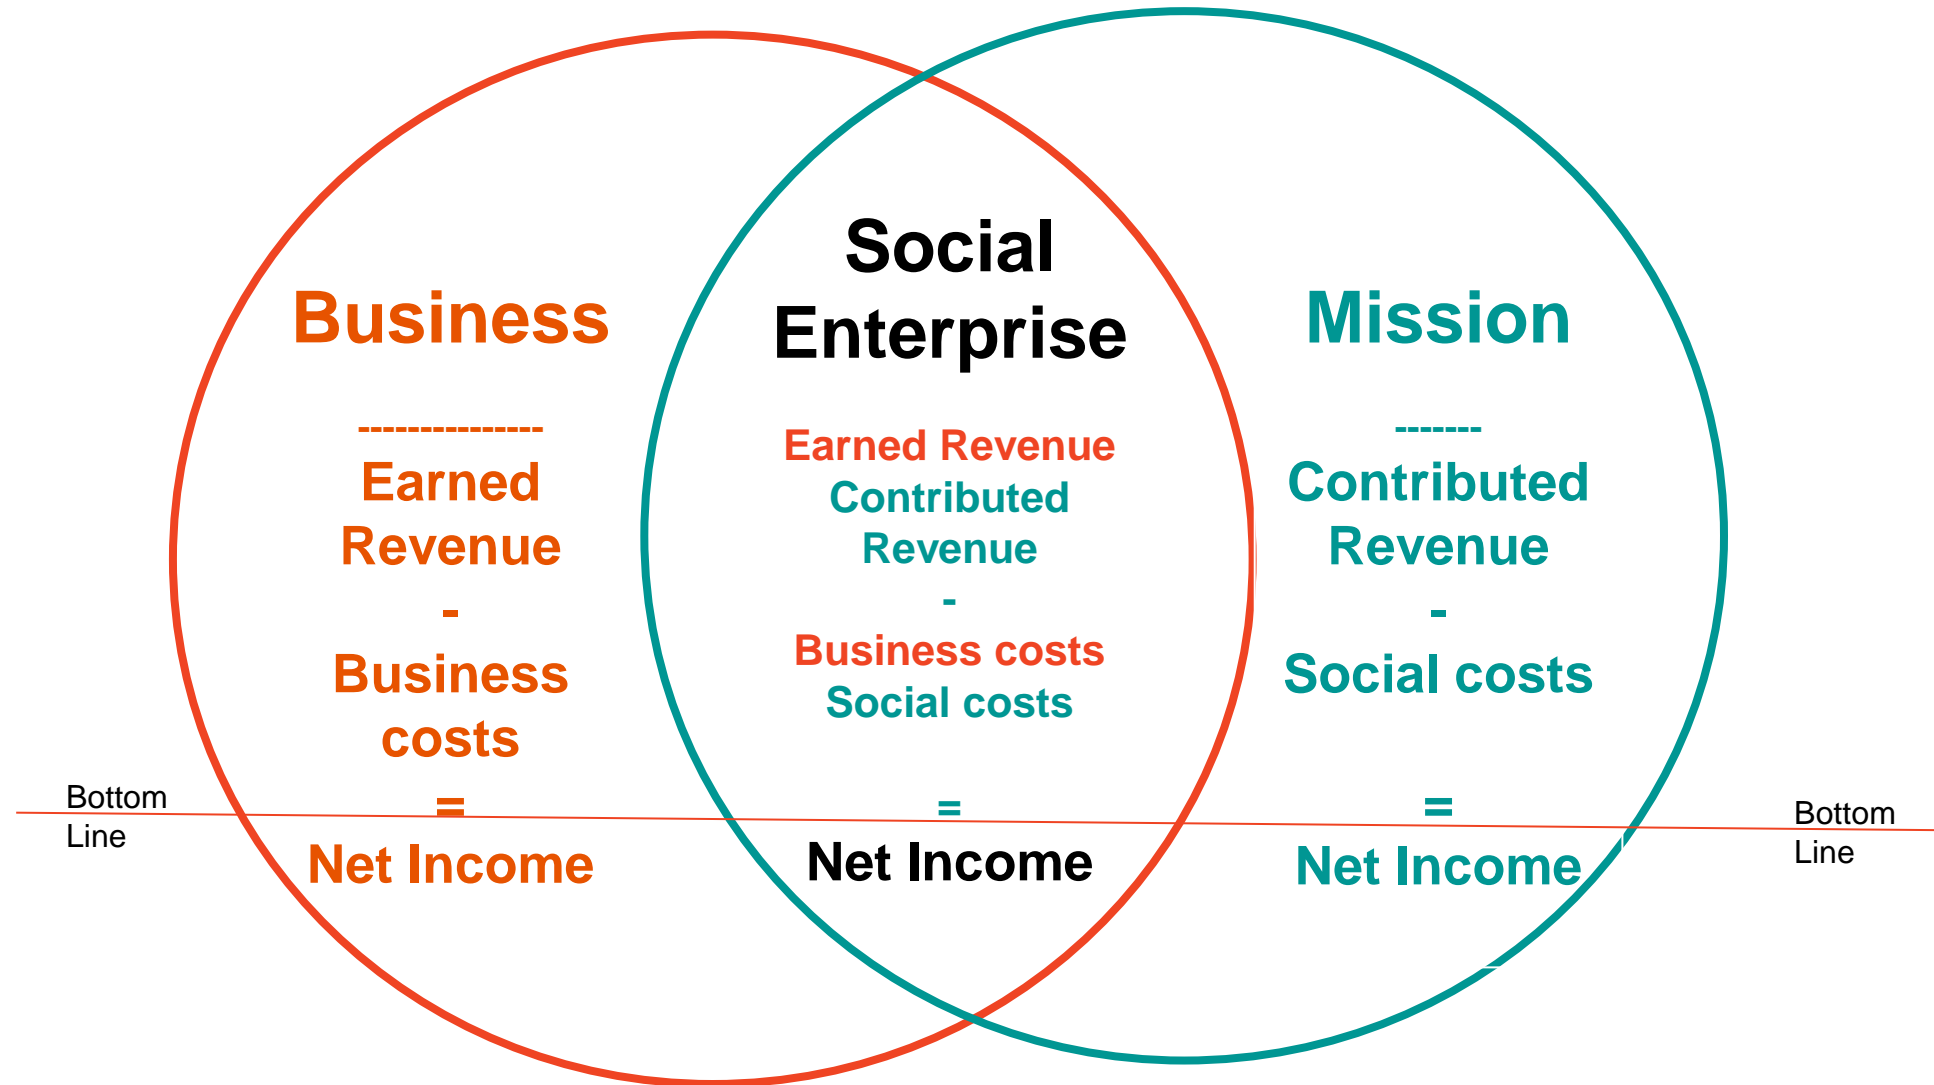 Business
---------------
Earned
Revenue
-
Business
costs
=
Net Income
Social
Enterprise
Earned Revenue
Contributed
Revenue
-
Business costs
Social costs
=
Net Income
Mission
-------
Contributed
Revenue
-
Social costs
=
Net Income
Bottom
Line
Bottom
Line